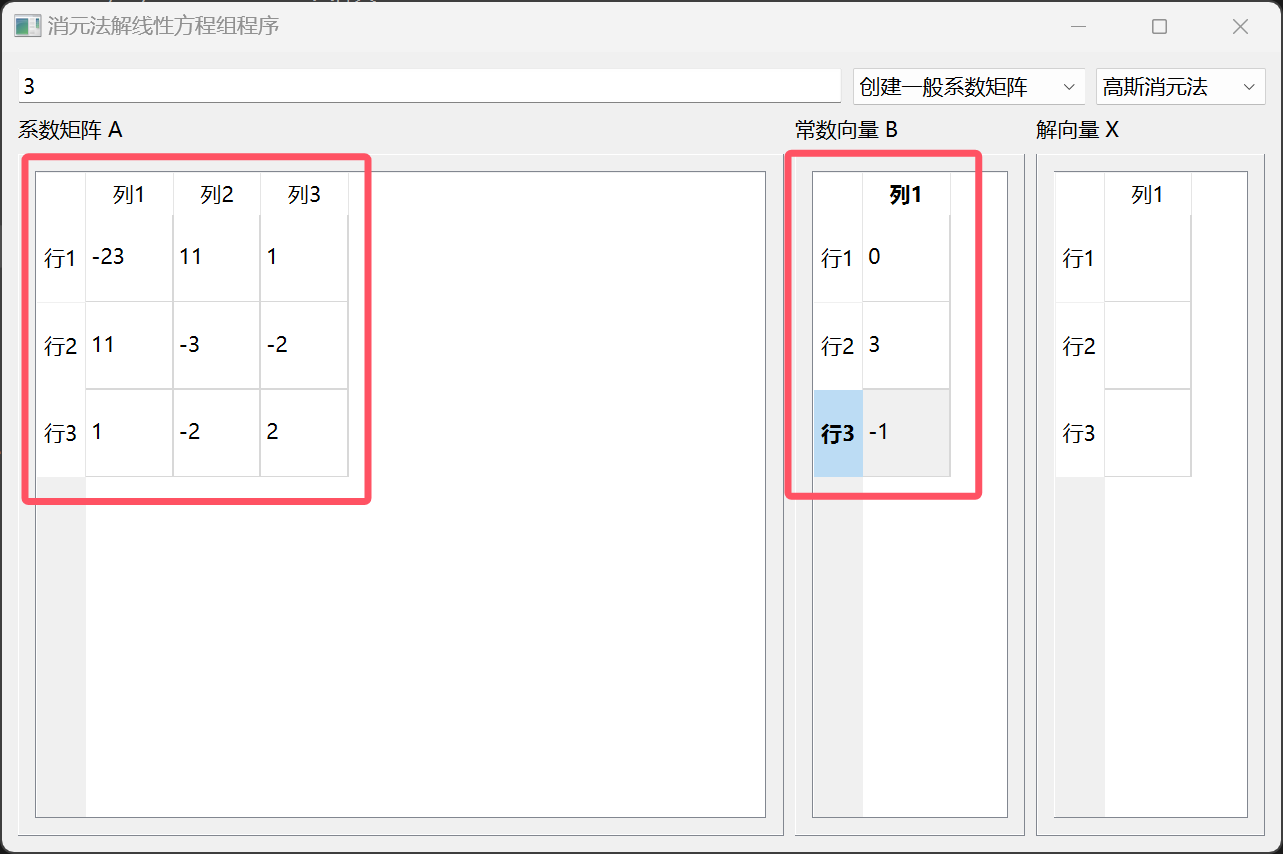 消元法解线性方程组程序
3 创建一般系数矩阵 高斯消元法
系数矩阵 A 常数向量 B 解向量 X
列1 列2 列3 列1 列1
行1 -23 11 1 行1 0 行1
行2 11 -3 -2 行2 3 行2
行3 1 -2 2 行3 -1 行3